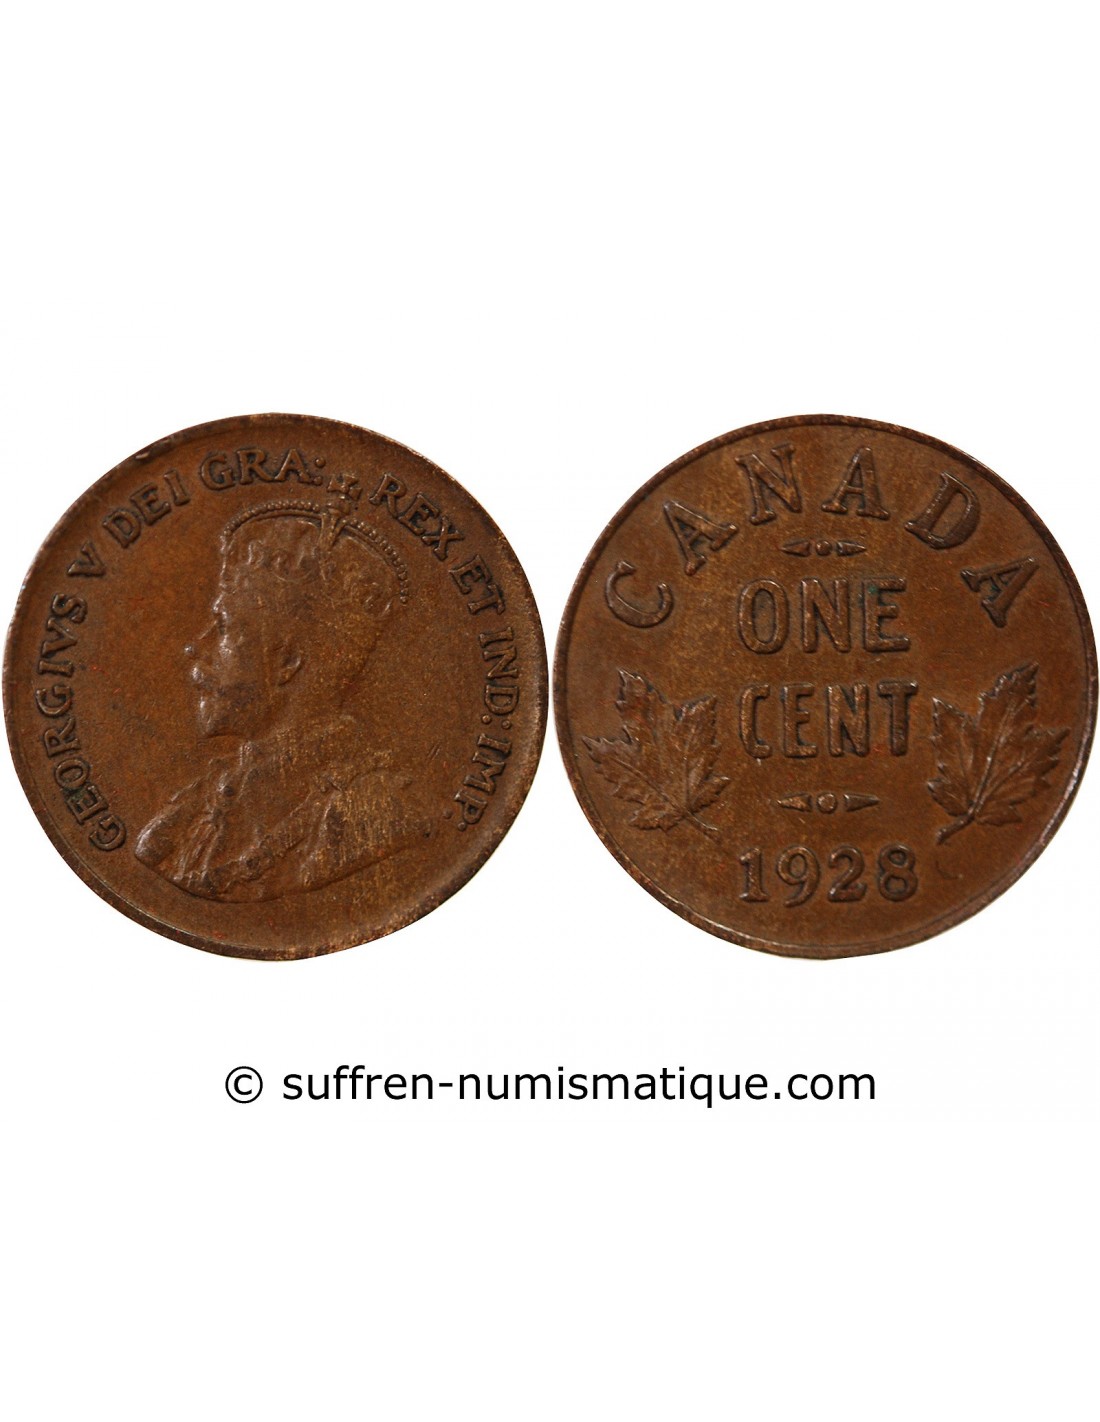 GEORGIVS V DEI GRA: REX ET IND: IMP.
CANADA
ONE
CENT
1928
© suffren-numismatique.com